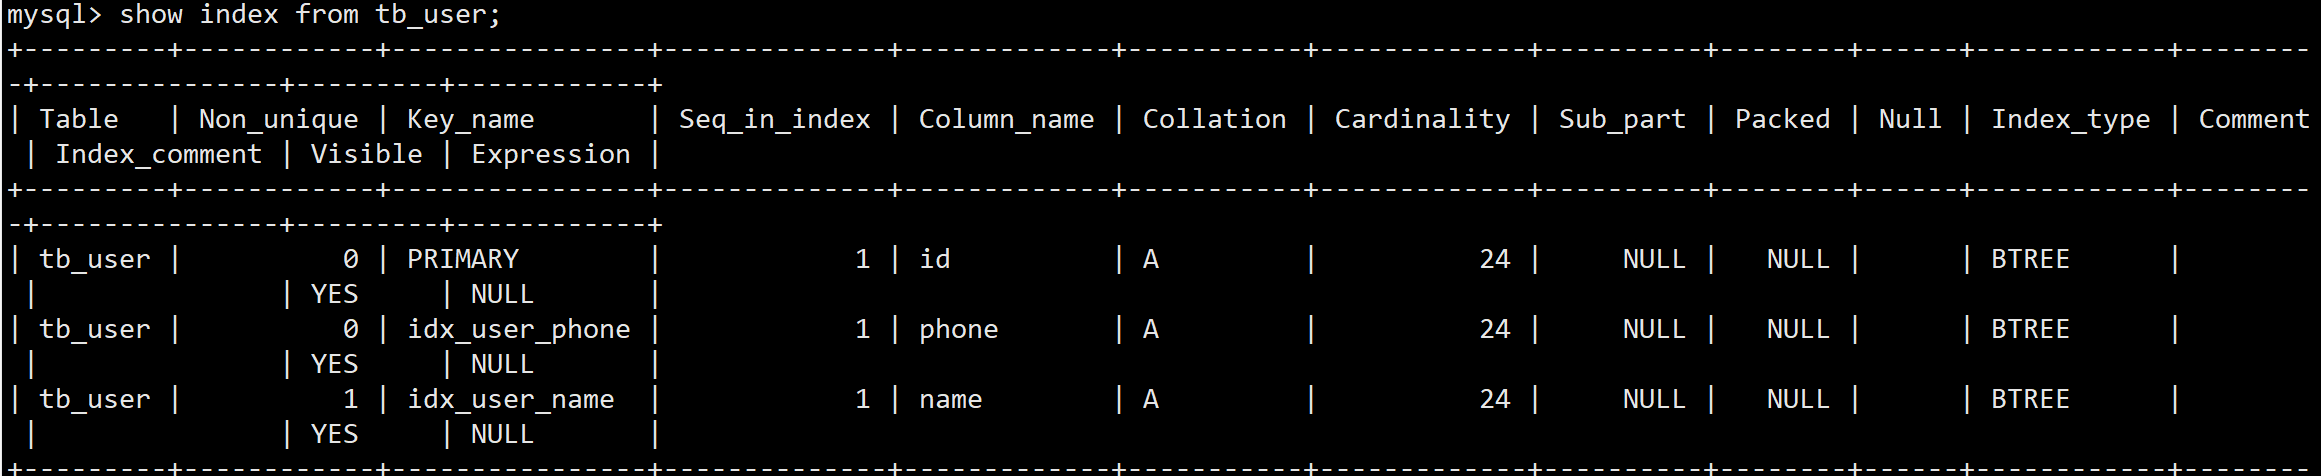 mysql> show index from tb_user;
+---------+------------+----------------+--------------+-------------+-----------+-------------+----------+--------+------+------------+--------
-+---------------+---------+------------+
| Table   | Non_unique | Key_name       | Seq_in_index | Column_name | Collation | Cardinality | Sub_part | Packed | Null | Index_type | Comment
 | Index_comment | Visible | Expression |
+---------+------------+----------------+--------------+-------------+-----------+-------------+----------+--------+------+------------+--------
-+---------------+---------+------------+
| tb_user |          0 | PRIMARY        |            1 | id          | A         |          24 |     NULL |   NULL |      | BTREE      |
 |               | YES     | NULL       |
| tb_user |          0 | idx_user_phone |            1 | phone       | A         |          24 |     NULL |   NULL |      | BTREE      |
 |               | YES     | NULL       |
| tb_user |          1 | idx_user_name  |            1 | name        | A         |          24 |     NULL |   NULL |      | BTREE      |
 |               | YES     | NULL       |
+---------+------------+----------------+--------------+-------------+-----------+-------------+----------+--------+------+------------+--------